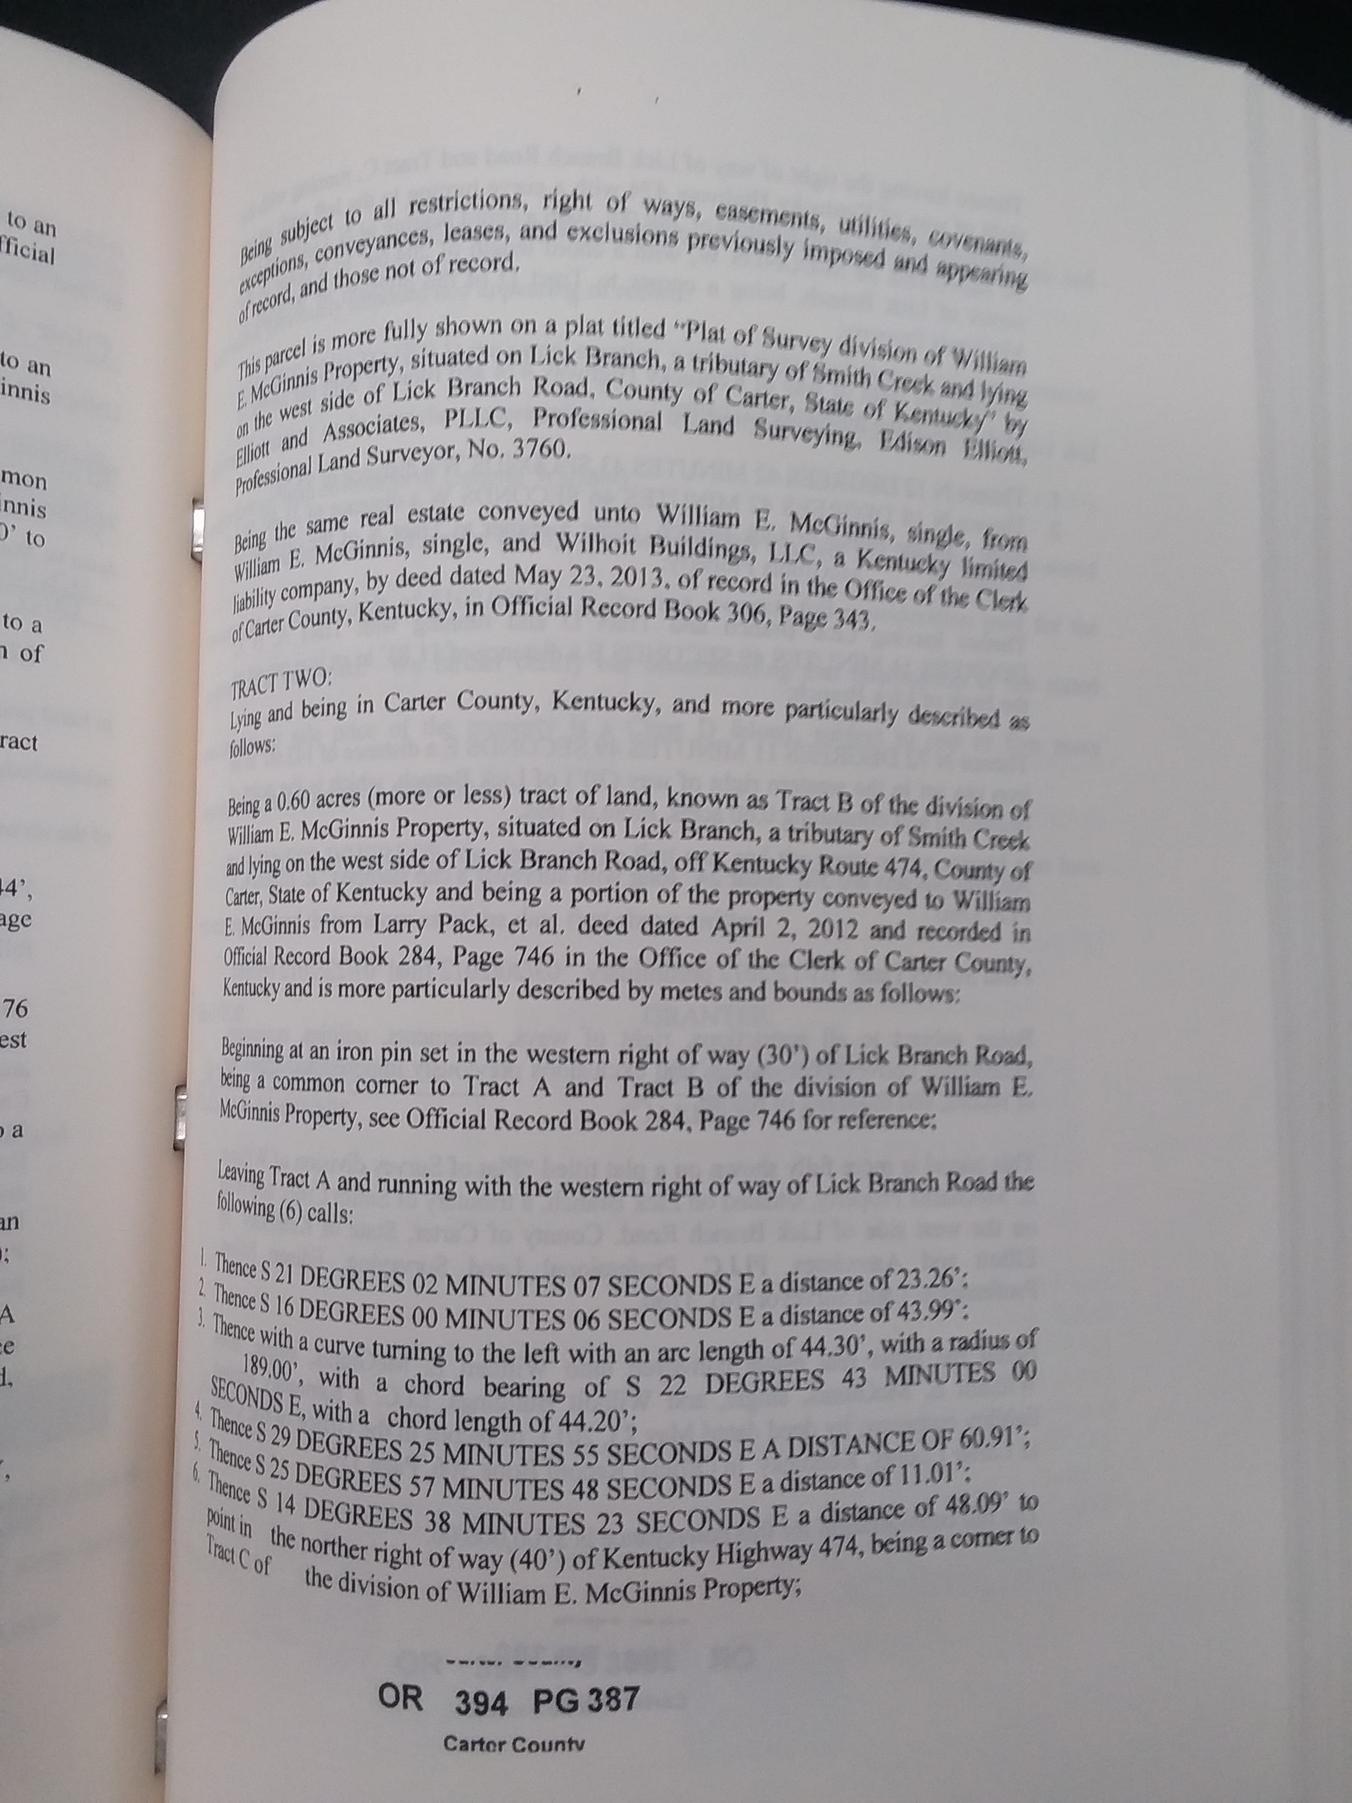 to an
fficial
to an
innis
mon
innis
0' to
to a
n of
ract
44',
age
76
est
o a
an
A
Being subject to all restrictions, right of ways, easements, utilities, covenants,
exceptions, conveyances, leases, and exclusions previously imposed and appearing
of record, and those not of record.
This parcel is more fully shown on a plat titled "Plat of Survey division of William
E. McGinnis Property, situated on Lick Branch, a tributary of Smith Creek and lying
on the west side of Lick Branch Road, County of Carter, State of Kentucky" by
Elliott and Associates, PLLC, Professional Land Surveying, Edison Elliott,
Professional Land Surveyor, No. 3760.
Being the same real estate conveyed unto William E. McGinnis, single, from
William E. McGinnis, single, and Wilhoit Buildings, LLC, a Kentucky limited
liability company, by deed dated May 23, 2013, of record in the Office of the Clerk
of Carter County, Kentucky, in Official Record Book 306, Page 343.
TRACT TWO:
Lying and being in Carter County, Kentucky, and more particularly described as
follows:
Being a 0.60 acres (more or less) tract of land, known as Tract B of the division of
William E. McGinnis Property, situated on Lick Branch, a tributary of Smith Creek
and lying on the west side of Lick Branch Road, off Kentucky Route 474, County of
Carter, State of Kentucky and being a portion of the property conveyed to William
E. McGinnis from Larry Pack, et al. deed dated April 2, 2012 and recorded in
Official Record Book 284, Page 746 in the Office of the Clerk of Carter County,
Kentucky and is more particularly described by metes and bounds as follows:
Beginning at an iron pin set in the western right of way (30') of Lick Branch Road,
being a common corner to Tract A and Tract B of the division of William E.
McGinnis Property, see Official Record Book 284, Page 746 for reference;
Leaving Tract A and running with the western right of way of Lick Branch Road the
following (6) calls:
1. Thence S 21 DEGREES 02 MINUTES 07 SECONDS E a distance of 23.26';
2. Thence S 16 DEGREES 00 MINUTES 06 SECONDS E a distance of 43.99';
3. Thence with a curve turning to the left with an arc length of 44.30', with a radius of
189.00', with a chord bearing of S 22 DEGREES 43 MINUTES 00
SECONDS E, with a chord length of 44.20';
4. Thence S 29 DEGREES 25 MINUTES 55 SECONDS E A DISTANCE OF 60.91';
5. Thence S 25 DEGREES 57 MINUTES 48 SECONDS E a distance of 11.01';
6. Thence S 14 DEGREES 38 MINUTES 23 SECONDS E a distance of 48.09' to
point in the norther right of way (40') of Kentucky Highway 474, being a corner to
Tract C of the division of William E. McGinnis Property;
OR 394 PG 387
Carter County